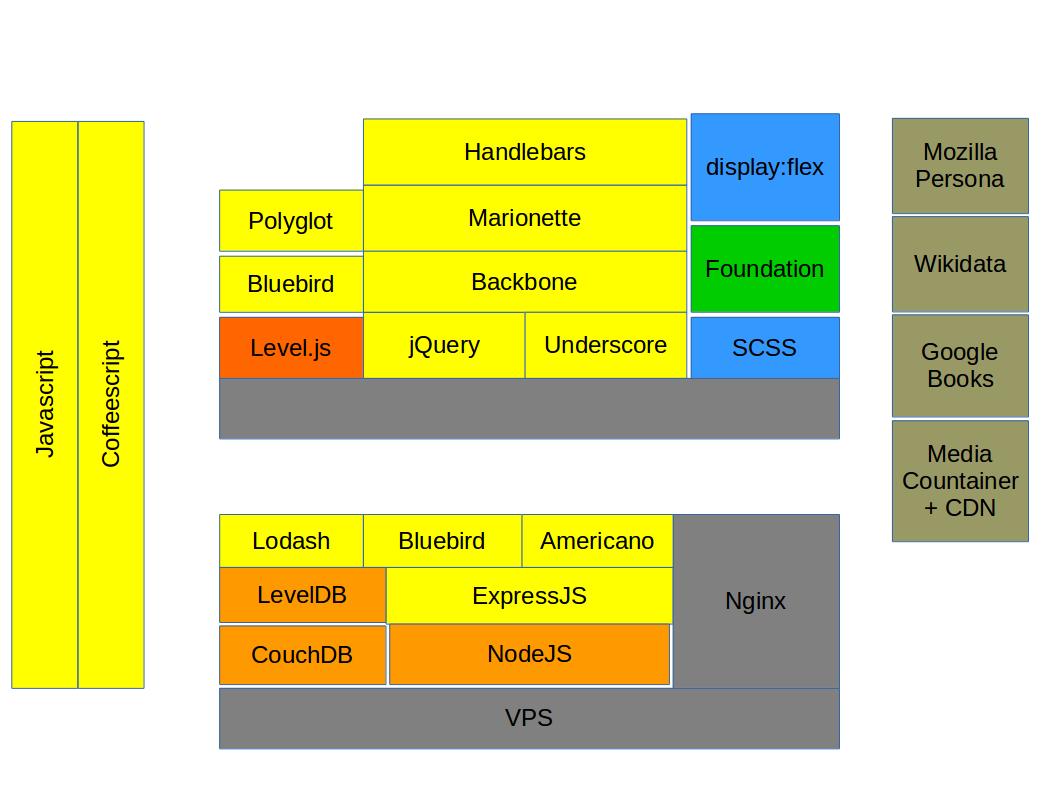 Javascript
Coffeescript
Handlebars
Marionette
Polyglot
Backbone
Bluebird
Level.js
jQuery
Underscore
display:flex
Foundation
SCSS
Lodash
Bluebird
Americano
LevelDB
ExpressJS
CouchDB
NodeJS
Nginx
VPS
Mozilla
Persona
Wikidata
Google
Books
Media
Countainer
+ CDN